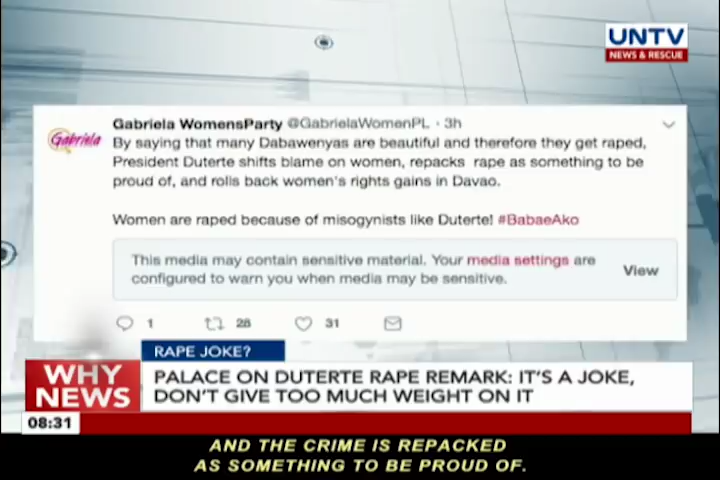 UNTV
NEWS & RESCUE
Gabriela
Gabriela WomensParty @GabrielaWomenPL · 3h
By saying that many Dabawenyas are beautiful and therefore they get raped,
President Duterte shifts blame on women, repacks rape as something to be
proud of, and rolls back women's rights gains in Davao.
Women are raped because of misogynists like Duterte! #BabaeAko
This media may contain sensitive material. Your media settings are
configured to warn you when media may be sensitive.
View
1 28 31
RAPE JOKE?
WHY
NEWS
PALACE ON DUTERTE RAPE REMARK: IT'S A JOKE,
DON'T GIVE TOO MUCH WEIGHT ON IT
08:31
AND THE CRIME IS REPACKED
AS SOMETHING TO BE PROUD OF.